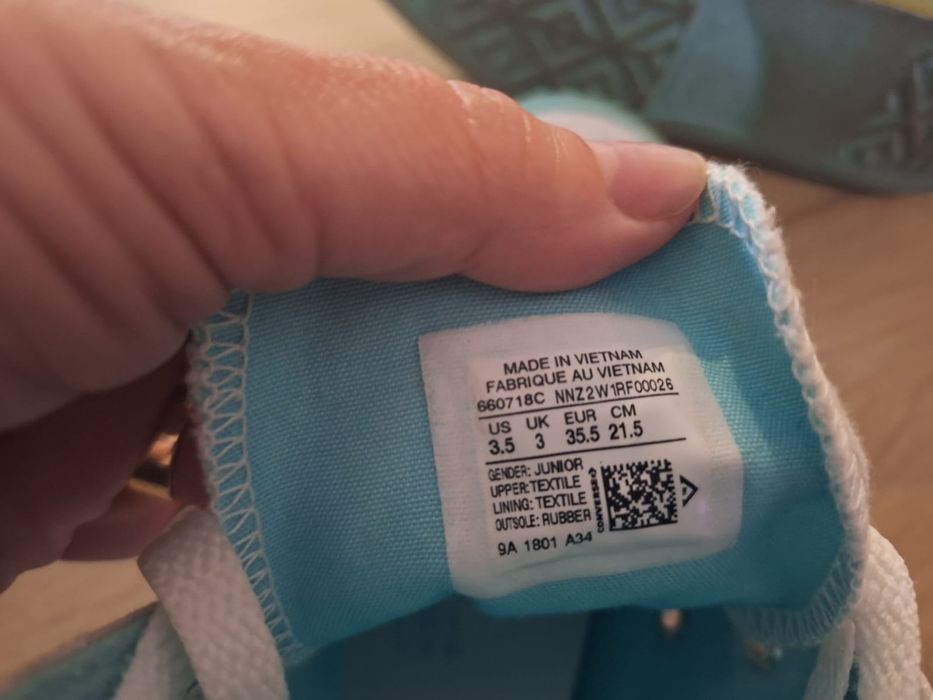 MADE IN VIETNAM
FABRIQUE AU VIETNAM
660718C NNZ2W1RF00026
US UK EUR CM
3.5 3 35.5 21.5
GENDER: JUNIOR
UPPER: TEXTILE
LINING: TEXTILE
OUTSOLE: RUBBER
CONVERSE
9A 1801 A34